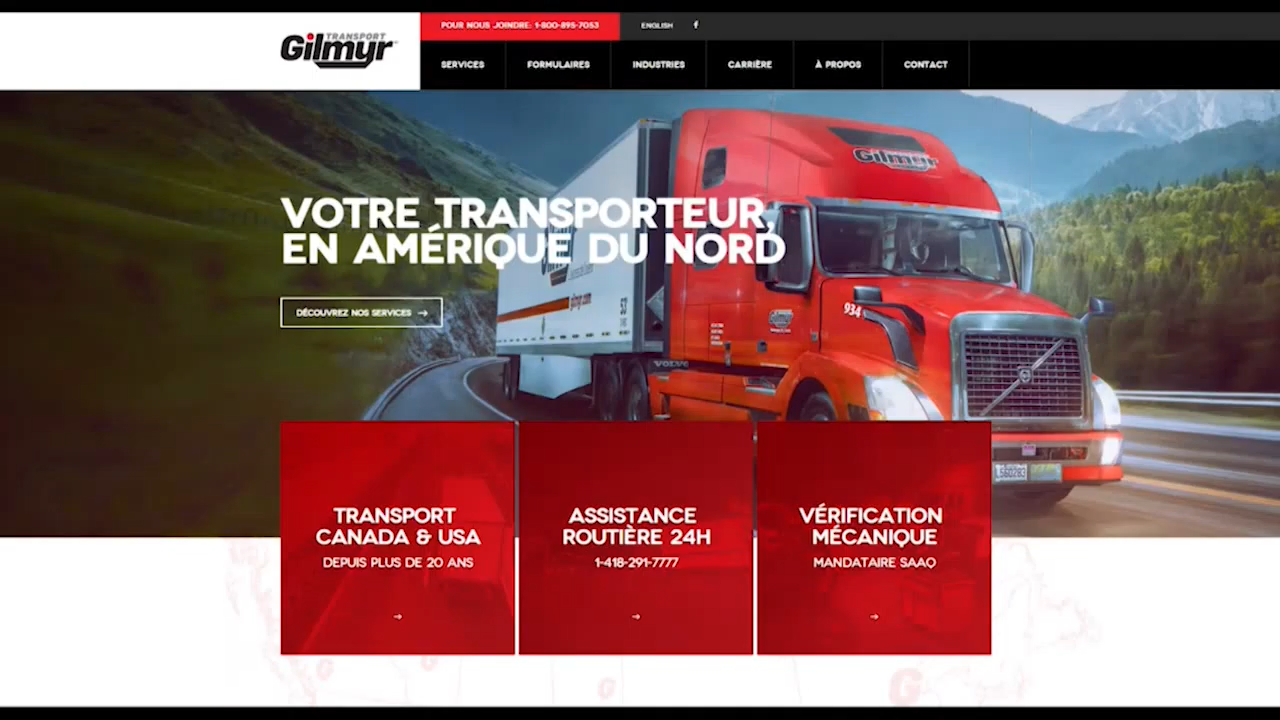 TRANSPORT
Gilmyr
POUR NOUS JOINDRE: 1-800-895-7053
ENGLISH
f
SERVICES
FORMULAIRES
INDUSTRIES
CARRIÈRE
À PROPOS
CONTACT
Gilmyr
VOTRE TRANSPORTEUR,
EN AMÉRIQUE DU NORD
DÉCOUVREZ NOS SERVICES →
53
934
VOLVO
TRANSPORT
CANADA & USA
DEPUIS PLUS DE 20 ANS
→
ASSISTANCE
ROUTIÈRE 24H
1-418-291-7777
→
VÉRIFICATION
MÉCANIQUE
MANDATAIRE SAAQ
→